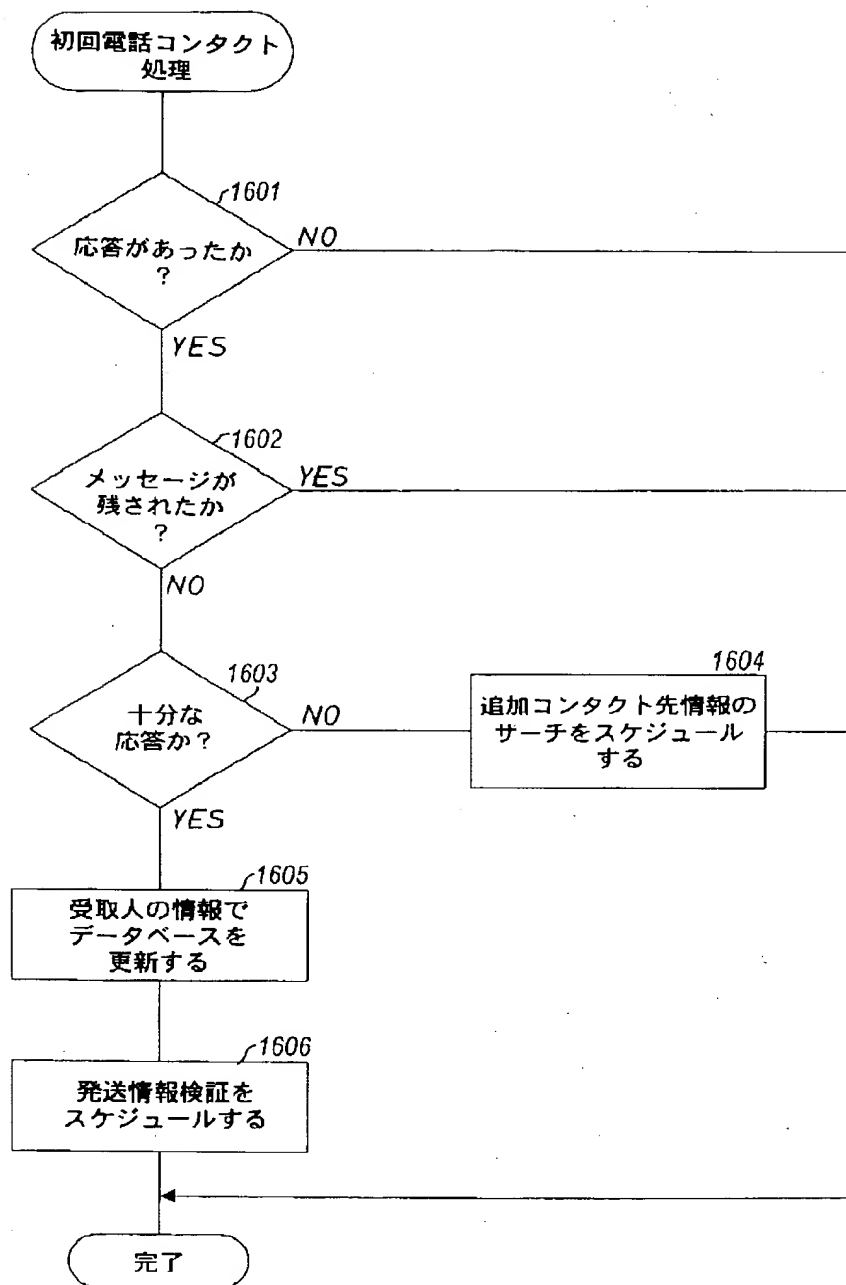 初回電話コンタクト
処理
1601
応答があったか
?
NO
YES
1602
メッセージが
残されたか
?
YES
NO
1603
十分な
応答か?
NO
1604
追加コンタクト先情報の
サーチをスケジュール
する
YES
1605
受取人の情報で
データベースを
更新する
1606
発送情報検証を
スケジュールする
完了